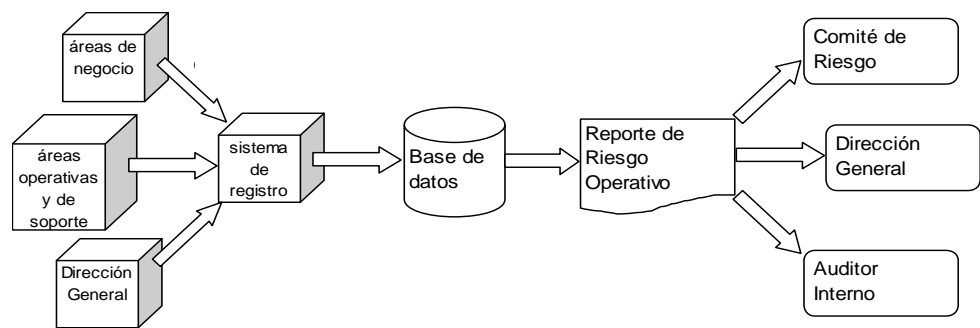 áreas de
negocio
áreas
operativas
y de
soporte
Dirección
General
sistema
de
registro
Base de
datos
Reporte de
Riesgo
Operativo
Comité de
Riesgo
Dirección
General
Auditor
Interno